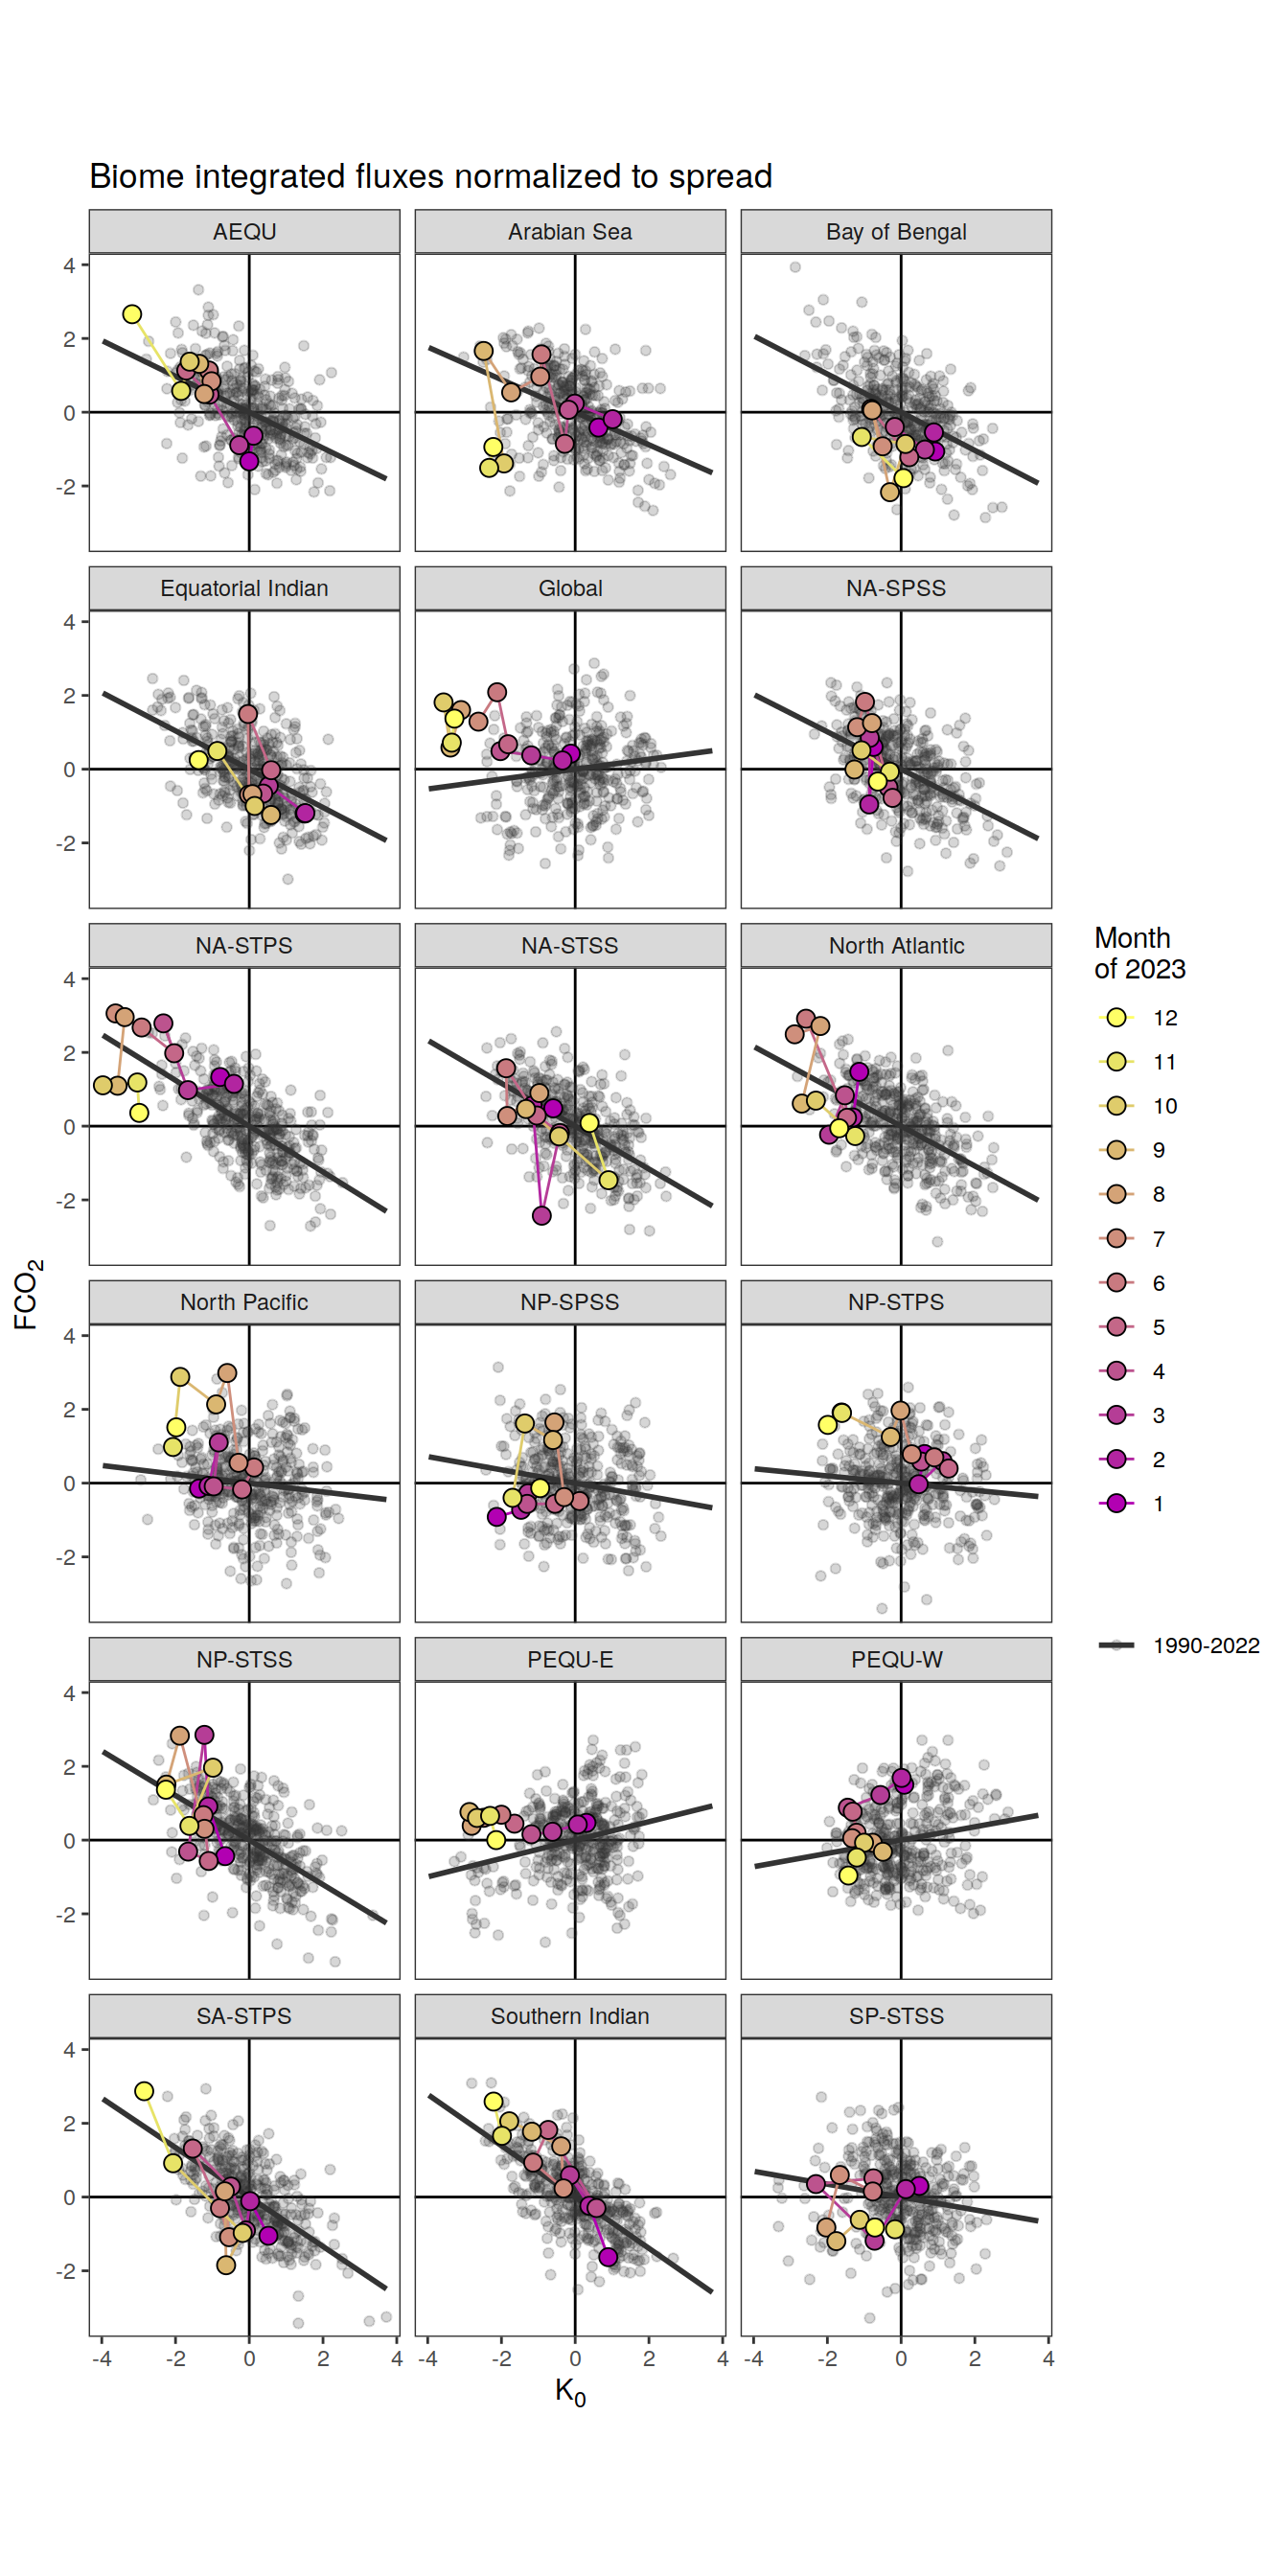 Biome integrated fluxes normalized to spread
AEQU
Arabian Sea
Bay of Bengal
4
2
0
-2
Equatorial Indian
Global
NA-SPSS
4
2
0
-2
NA-STPS
NA-STSS
North Atlantic
4
2
0
-2
North Pacific
NP-SPSS
NP-STPS
4
2
0
-2
NP-STSS
PEQU-E
PEQU-W
4
2
0
-2
SA-STPS
Southern Indian
SP-STSS
4
2
0
-2
-4 -2 0 2 4
-4 -2 0 2 4
-4 -2 0 2 4
K0
FCO2
Month
of 2023
12
11
10
9
8
7
6
5
4
3
2
1
1990-2022